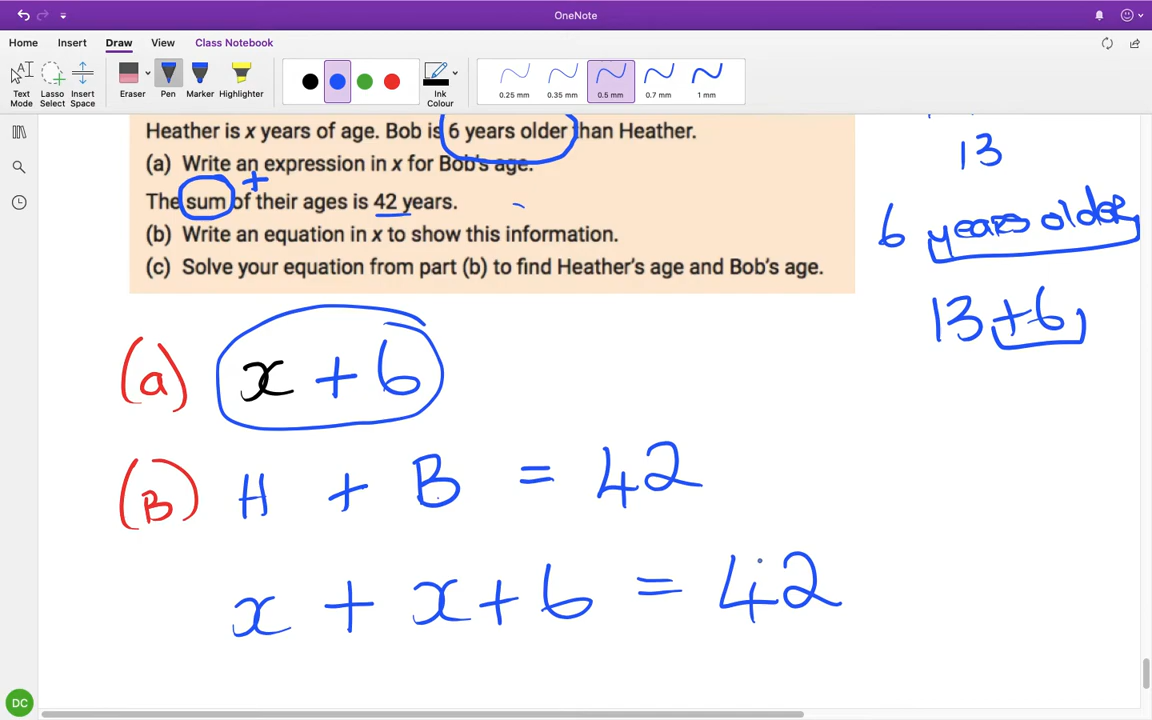 OneNote
Home Insert Draw View Class Notebook
Text Mode Lasso Select Insert Space Eraser Pen Marker Highlighter Ink Colour 0.25 mm 0.35 mm 0.5 mm 0.7 mm 1 mm
Heather is x years of age. Bob is 6 years older than Heather.
(a) Write an expression in x for Bob's age.
+
The sum of their ages is 42 years.
(b) Write an equation in x to show this information.
(c) Solve your equation from part (b) to find Heather's age and Bob's age.
13
6 years older
13 +6
(a) x + 6
(B) H + B = 42
x + x + 6 = 42
DC